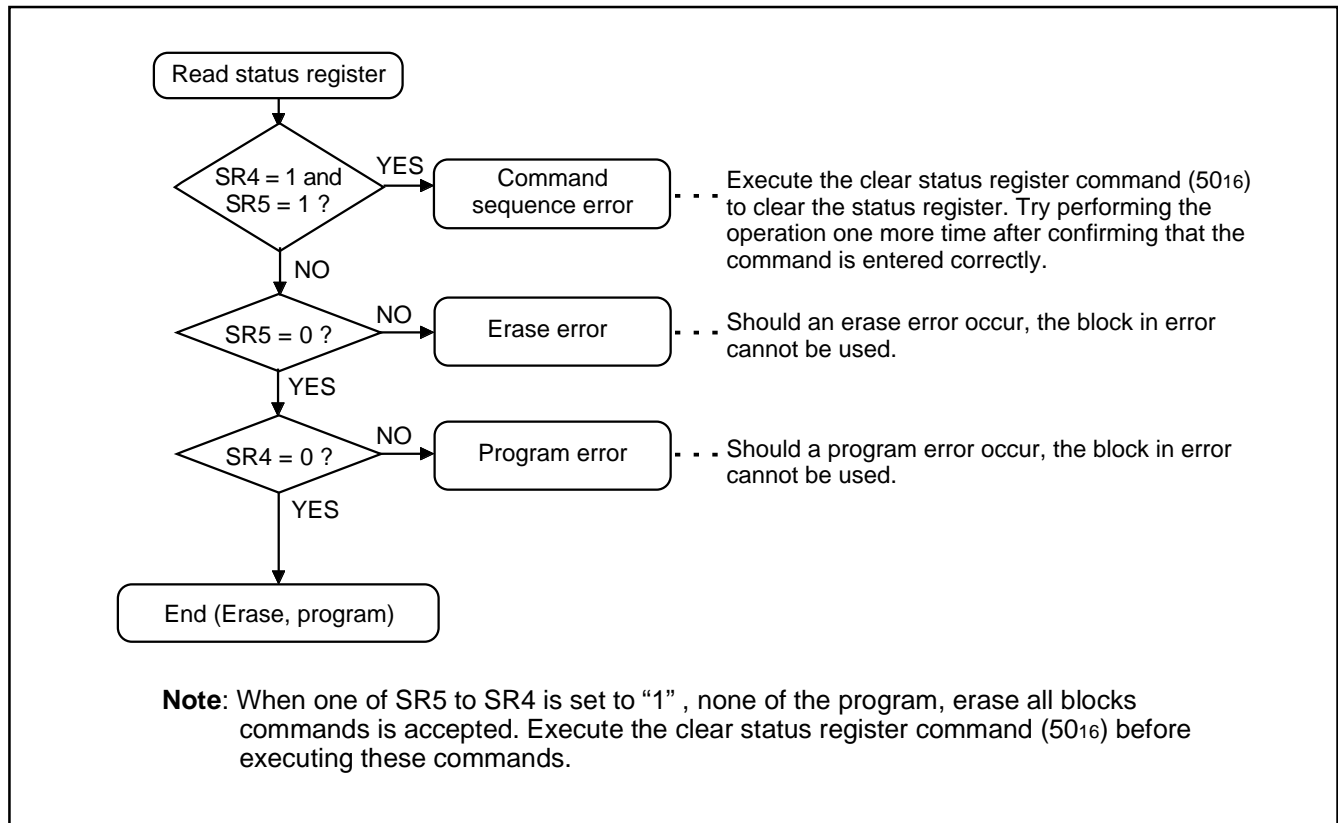 Read status register
SR4 = 1 and
SR5 = 1 ?
YES
Command
sequence error
Execute the clear status register command (5016)
to clear the status register. Try performing the
operation one more time after confirming that the
command is entered correctly.
NO
SR5 = 0 ?
NO
Erase error
Should an erase error occur, the block in error
cannot be used.
YES
SR4 = 0 ?
NO
Program error
Should a program error occur, the block in error
cannot be used.
YES
End (Erase, program)
Note: When one of SR5 to SR4 is set to “1” , none of the program, erase all blocks
commands is accepted. Execute the clear status register command (5016) before
executing these commands.